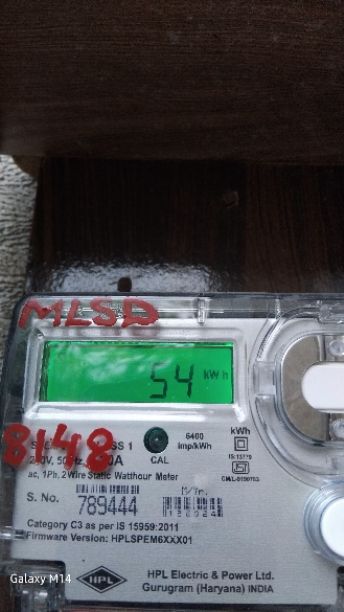 MLSD
54 kWh
8148
SS 1
6400
imp/kWh
kWh
CAL
IS:15779
ac, 1Ph, 2Wire Static Watthour Meter
S. No. 789444
Category C3 as per IS 15959:2011
Firmware Version: HPLSPEM6XXX01
HPL
HPL Electric & Power Ltd.
Gurugram (Haryana) INDIA
Galaxy M14